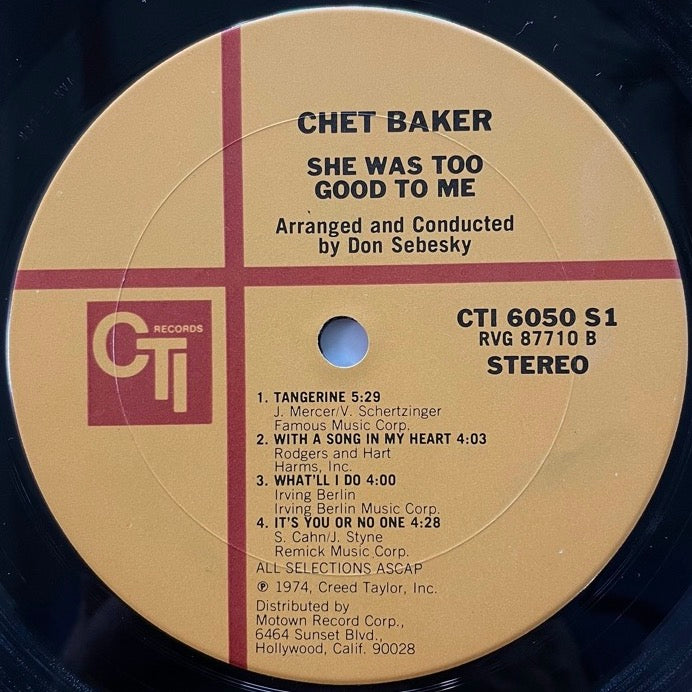 CHET BAKER
SHE WAS TOO
GOOD TO ME
Arranged and Conducted
by Don Sebesky
CTI
RECORDS
CTI 6050 S1
RVG 87710 B
STEREO
1. TANGERINE 5:29
J. Mercer/V. Schertzinger
Famous Music Corp.
2. WITH A SONG IN MY HEART 4:03
Rodgers and Hart
Harms, Inc.
3. WHAT'LL I DO 4:00
Irving Berlin
Irving Berlin Music Corp.
4. IT'S YOU OR NO ONE 4:28
S. Cahn/J. Styne
Remick Music Corp.
ALL SELECTIONS ASCAP
℗ 1974, Creed Taylor, Inc.
Distributed by
Motown Record Corp.,
6464 Sunset Blvd.,
Hollywood, Calif. 90028